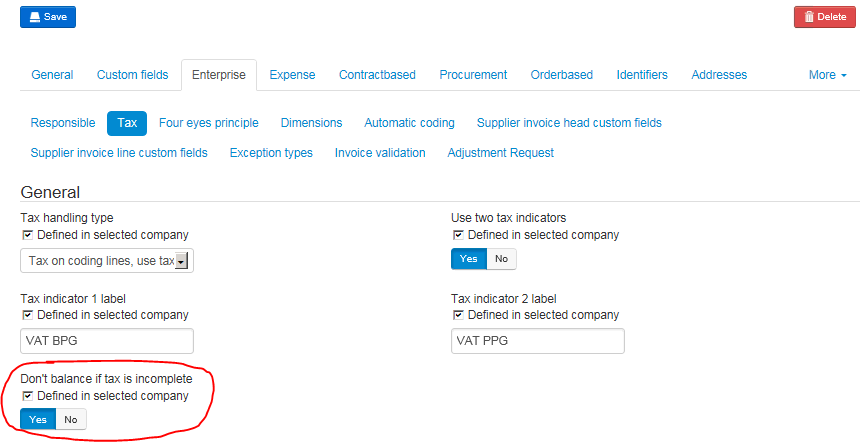 Save
Delete
General Custom fields Enterprise Expense Contractbased Procurement Orderbased Identifiers Addresses More
Responsible Tax Four eyes principle Dimensions Automatic coding Supplier invoice head custom fields
Supplier invoice line custom fields Exception types Invoice validation Adjustment Request
General
Tax handling type
Defined in selected company
Tax on coding lines, use tax
Use two tax indicators
Defined in selected company
Yes No
Tax indicator 1 label
Defined in selected company
VAT BPG
Tax indicator 2 label
Defined in selected company
VAT PPG
Don't balance if tax is incomplete
Defined in selected company
Yes No